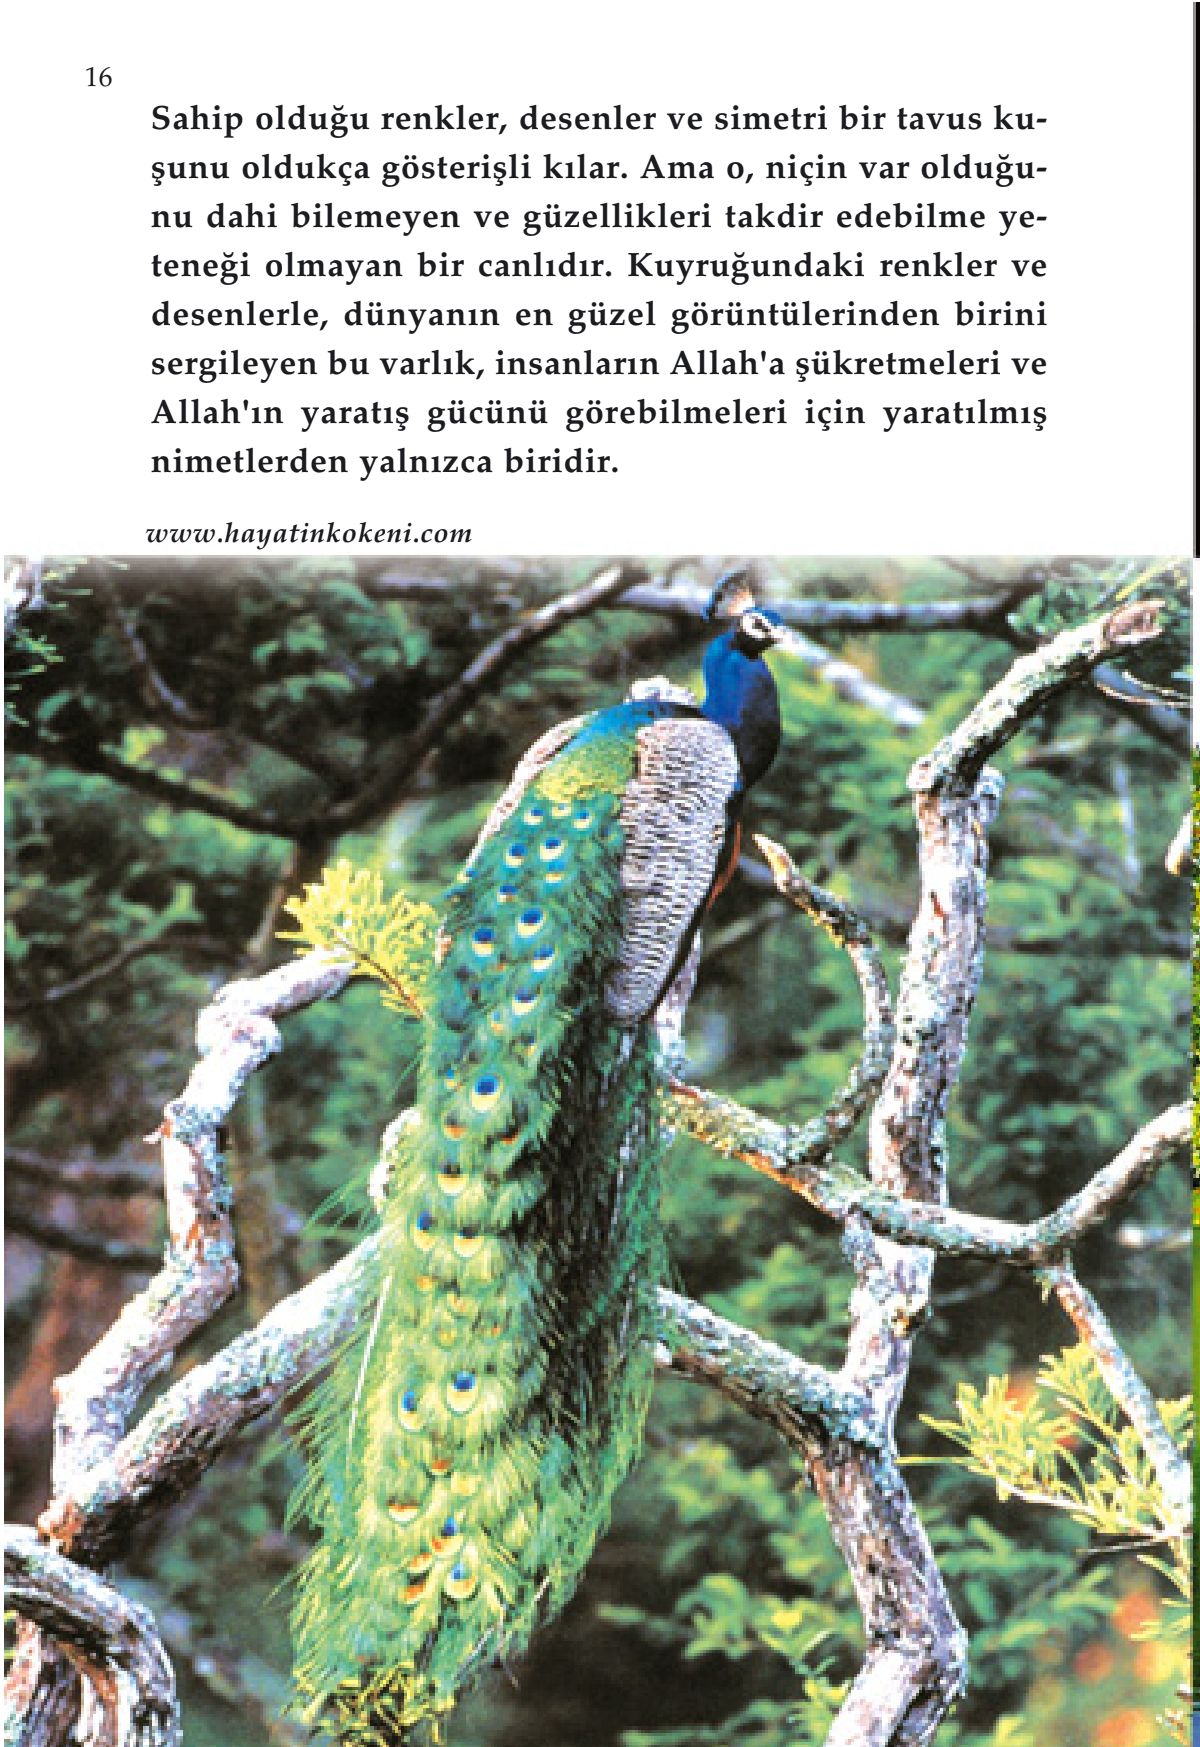 16
Sahip olduğu renkler, desenler ve simetri bir tavus ku-
şunu oldukça gösterişli kılar. Ama o, niçin var olduğu-
nu dahi bilemeyen ve güzellikleri takdir edebilme ye-
teneği olmayan bir canlıdır. Kuyruğundaki renkler ve
desenlerle, dünyanın en güzel görüntülerinden birini
sergileyen bu varlık, insanların Allah'a şükretmeleri ve
Allah'ın yaratış gücünü görebilmeleri için yaratılmış
nimetlerden yalnızca biridir.
www.hayatinkokeni.com